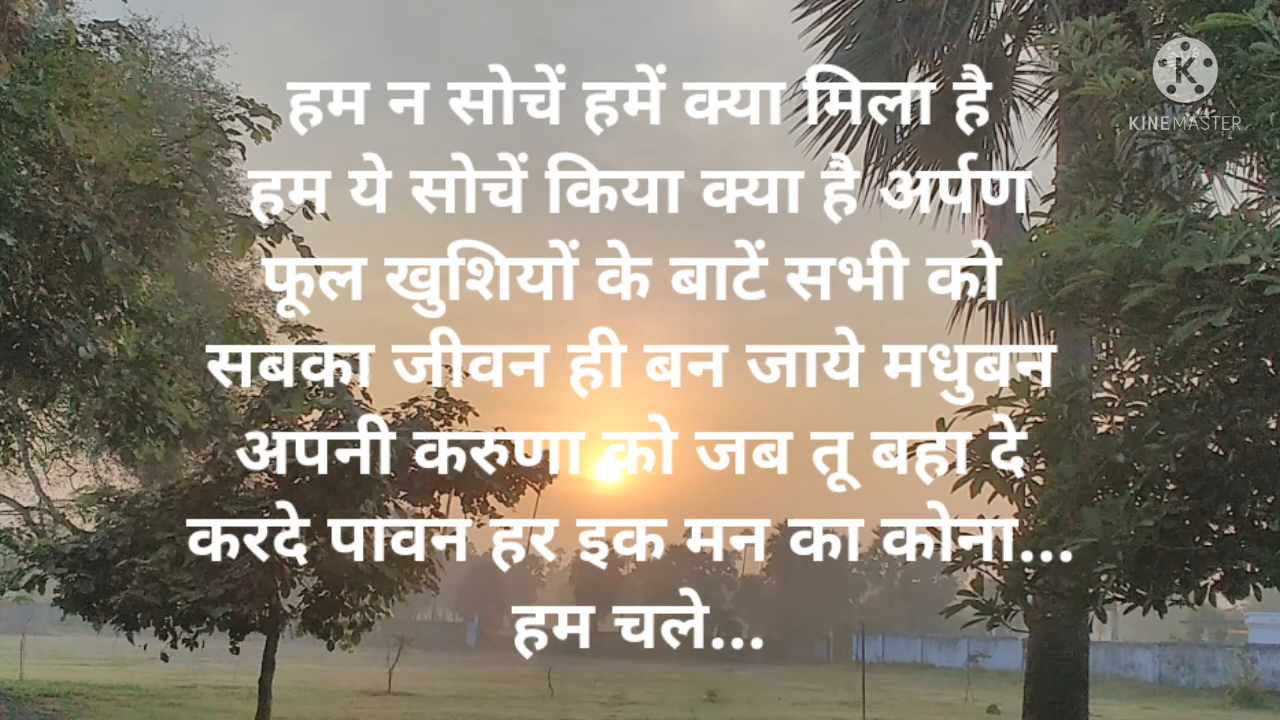 हम न सोचें हमें क्या मिला है
हम ये सोचें किया क्या है अर्पण
फूल खुशियों के बाटें सभी को
सबका जीवन ही बन जाये मधुबन
अपनी करुणा को जब तू बहा दे
करदे पावन हर इक मन का कोना...
हम चले...
K
KINEMASTER